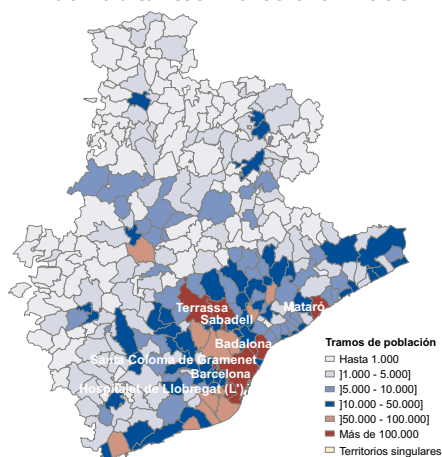 Terrassa
Sabadell
Mataró
Badalona
Santa Coloma de Gramenet
Barcelona
Hospitalet de Llobregat (L')
Tramos de población
Hasta 1.000
]1.000 - 5.000]
]5.000 - 10.000]
]10.000 - 50.000]
]50.000 - 100.000]
Más de 100.000
Territorios singulares